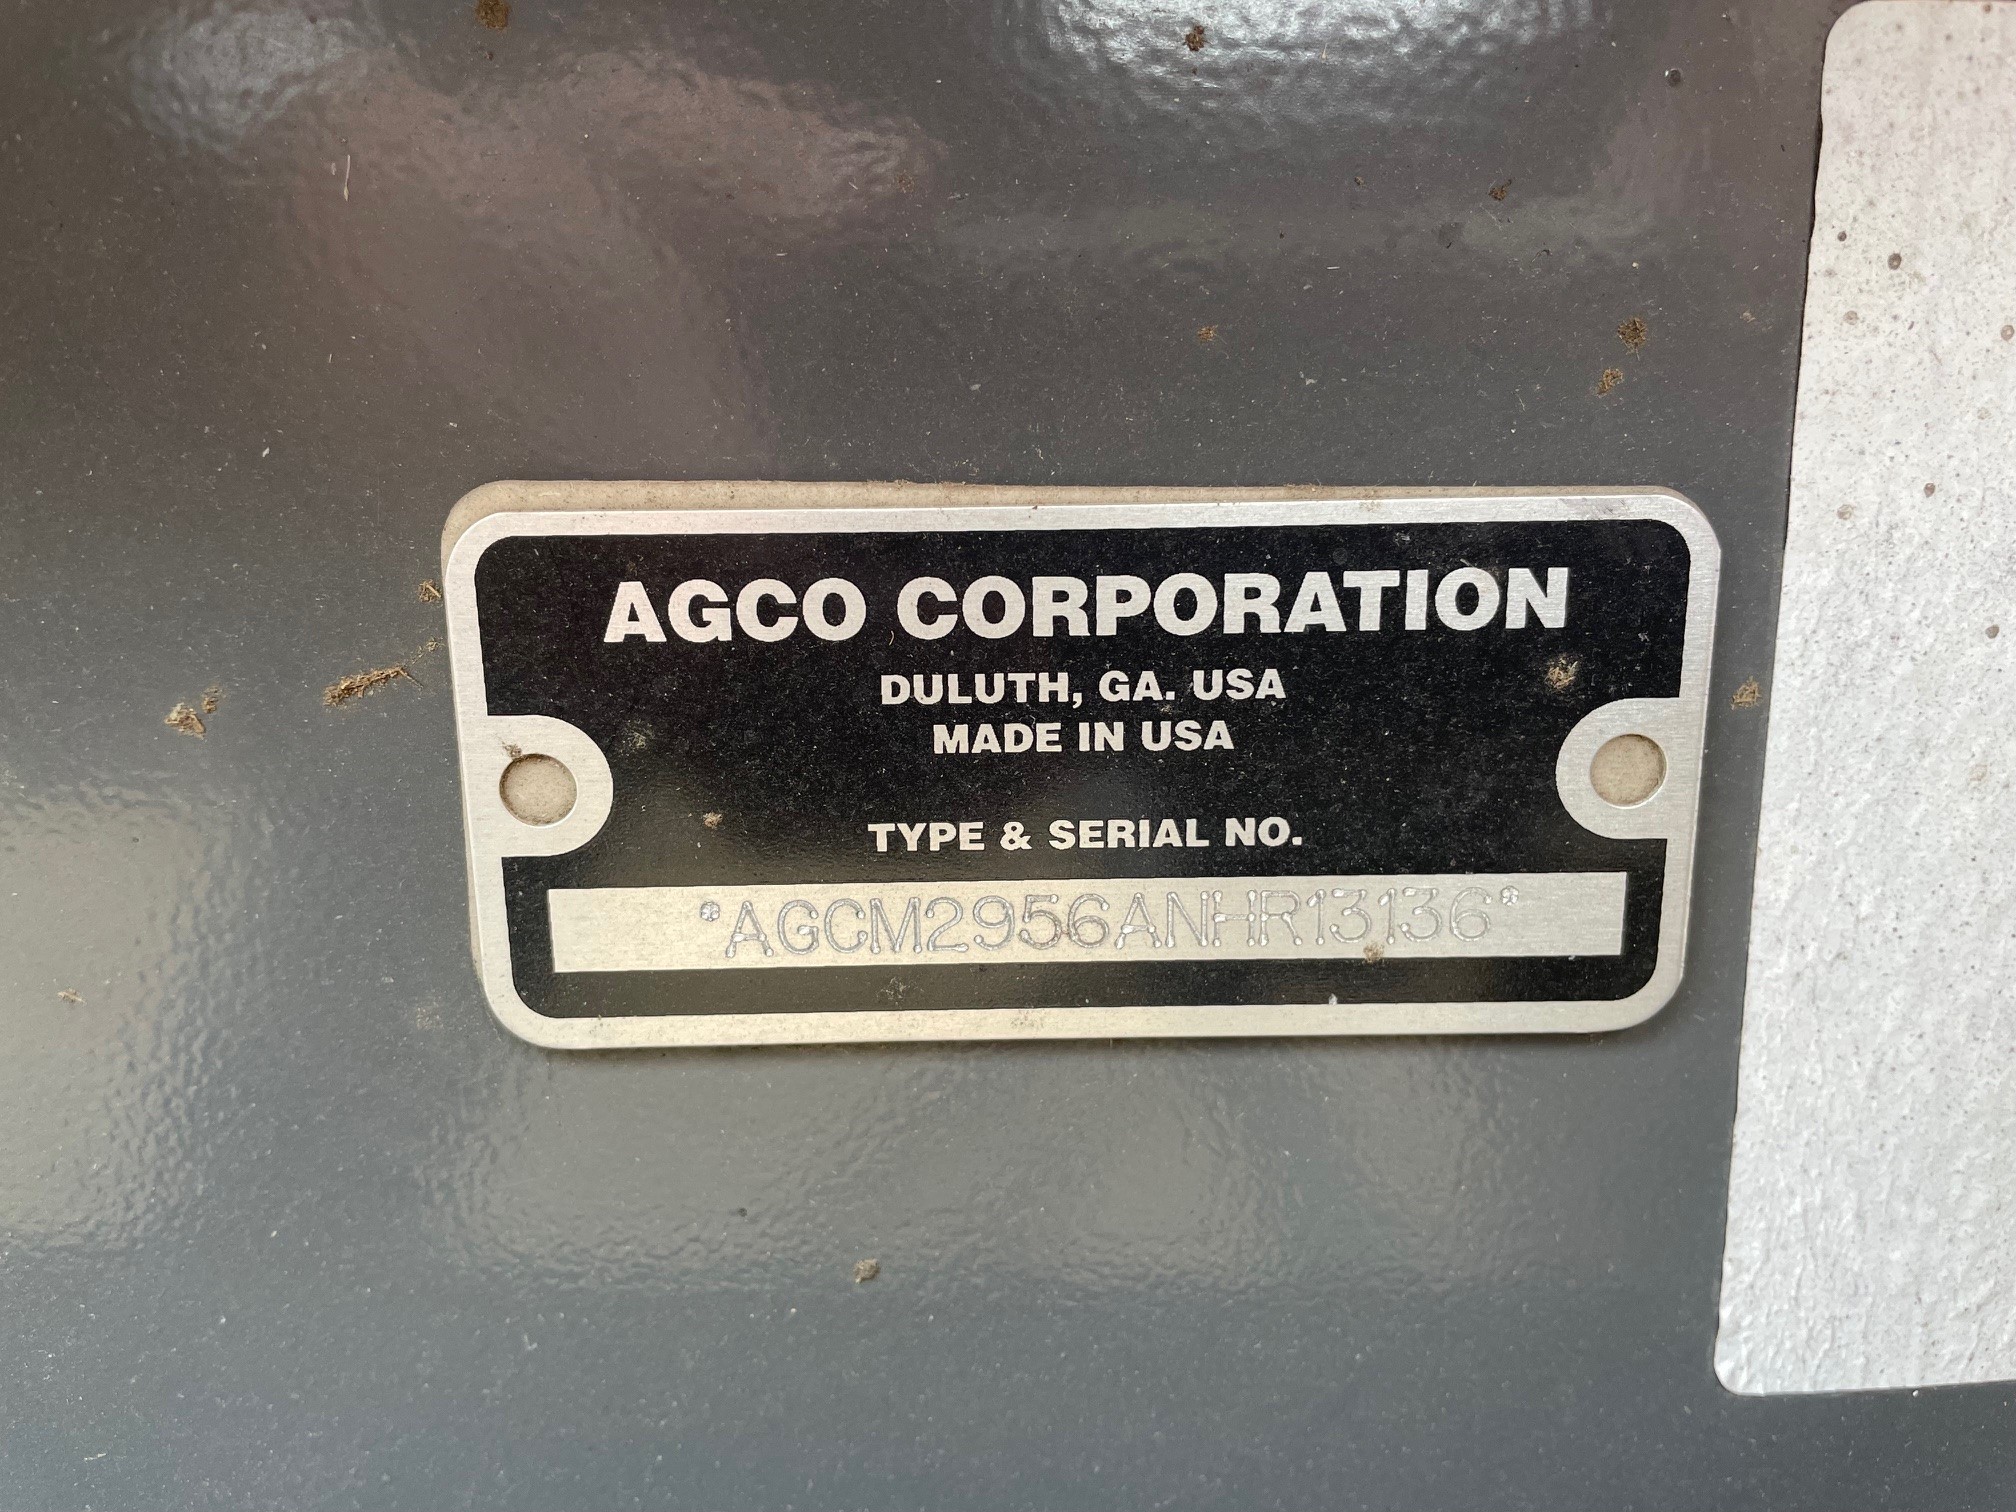 AGCO CORPORATION
DULUTH, GA. USA
MADE IN USA
TYPE & SERIAL NO.
*AGCM2956ANHR13136*